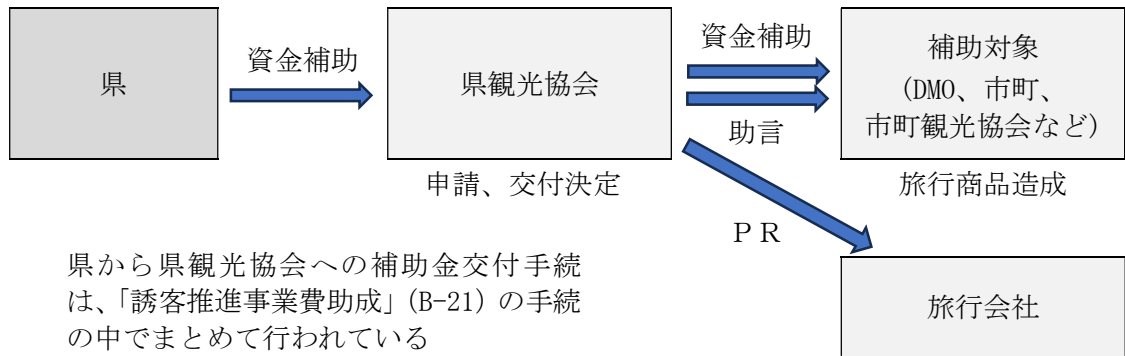 県
資金補助
県観光協会
申請、交付決定
資金補助
助言
補助対象
(DMO、市町、
市町観光協会など)
旅行商品造成
ＰＲ
旅行会社
県から県観光協会への補助金交付手続
は、「誘客推進事業費助成」(B-21) の手続
の中でまとめて行われている